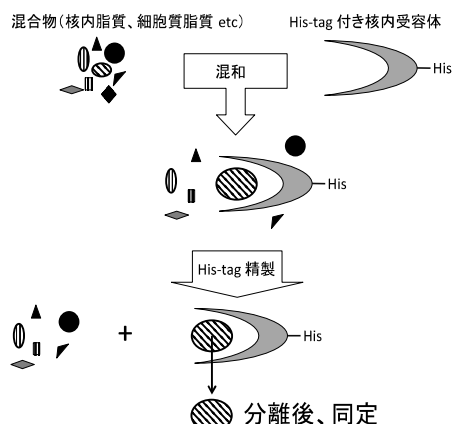 混合物(核内脂質、細胞質脂質 etc)
His-tag 付き核内受容体
His
混和
His
His-tag 精製
+
His
分離後、同定